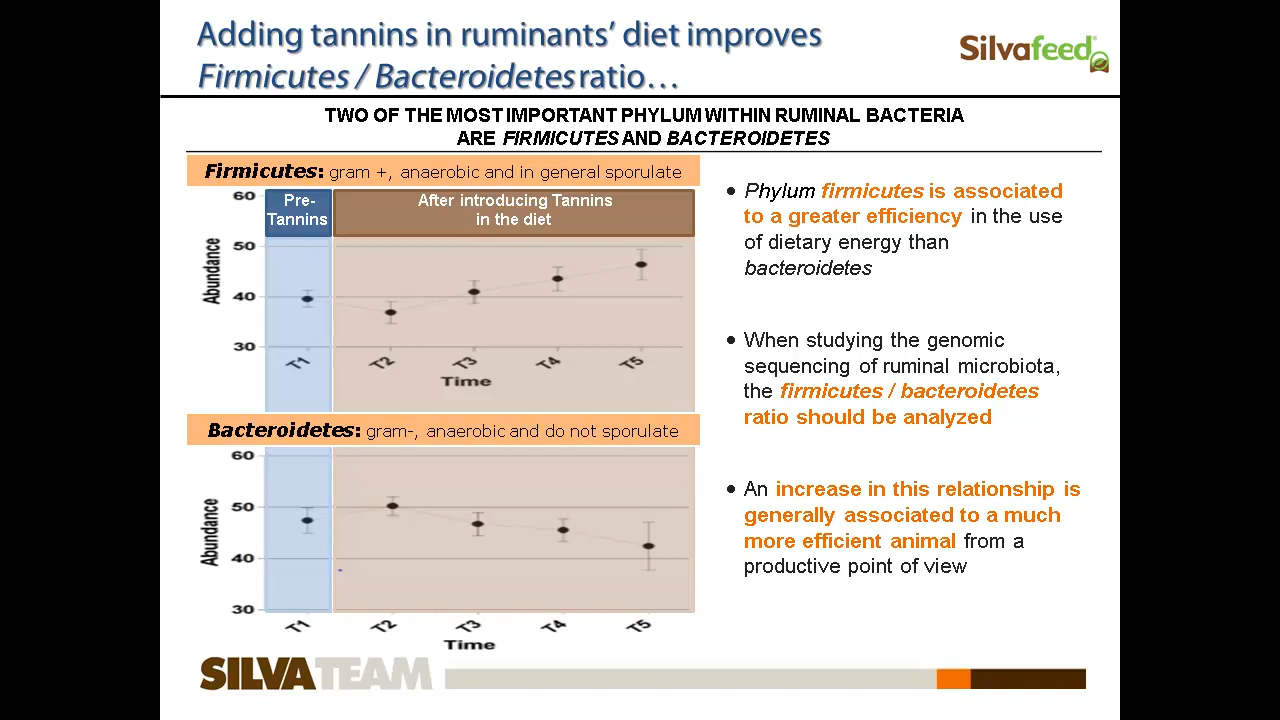 Adding tannins in ruminants' diet improves
Firmicutes / Bacteroidetes ratio…
Silvafeed®
TWO OF THE MOST IMPORTANT PHYLUM WITHIN RUMINAL BACTERIA
ARE FIRMICUTES AND BACTEROIDETES
Firmicutes: gram +, anaerobic and in general sporulate
Pre-
Tannins
After introducing Tannins
in the diet
Abundance
60
50
40
30
T1 T2 T3 T4 T5
Time
Bacteroidetes: gram-, anaerobic and do not sporulate
Abundance
60
50
40
30
T1 T2 T3 T4 T5
Time
• Phylum firmicutes is associated
to a greater efficiency in the use
of dietary energy than
bacteroidetes
• When studying the genomic
sequencing of ruminal microbiota,
the firmicutes / bacteroidetes
ratio should be analyzed
• An increase in this relationship is
generally associated to a much
more efficient animal from a
productive point of view
SILVATEAM